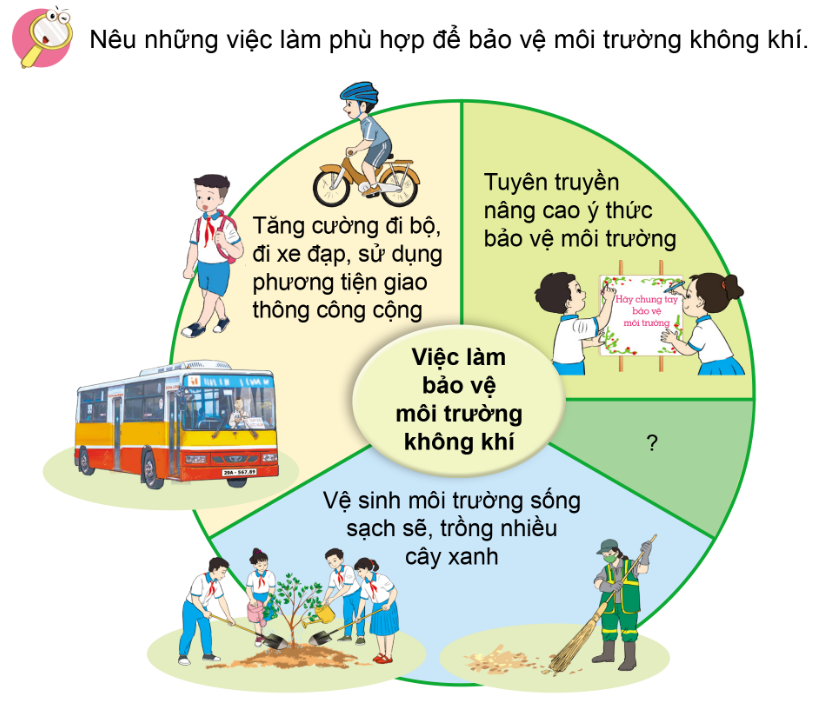 Nêu những việc làm phù hợp để bảo vệ môi trường không khí.
Tăng cường đi bộ,
đi xe đạp, sử dụng
phương tiện giao
thông công cộng
Tuyên truyền
nâng cao ý thức
bảo vệ môi trường
Hãy chung tay
bảo vệ
môi trường
Việc làm
bảo vệ
môi trường
không khí
?
29A - 567.89
Vệ sinh môi trường sống
sạch sẽ, trồng nhiều
cây xanh